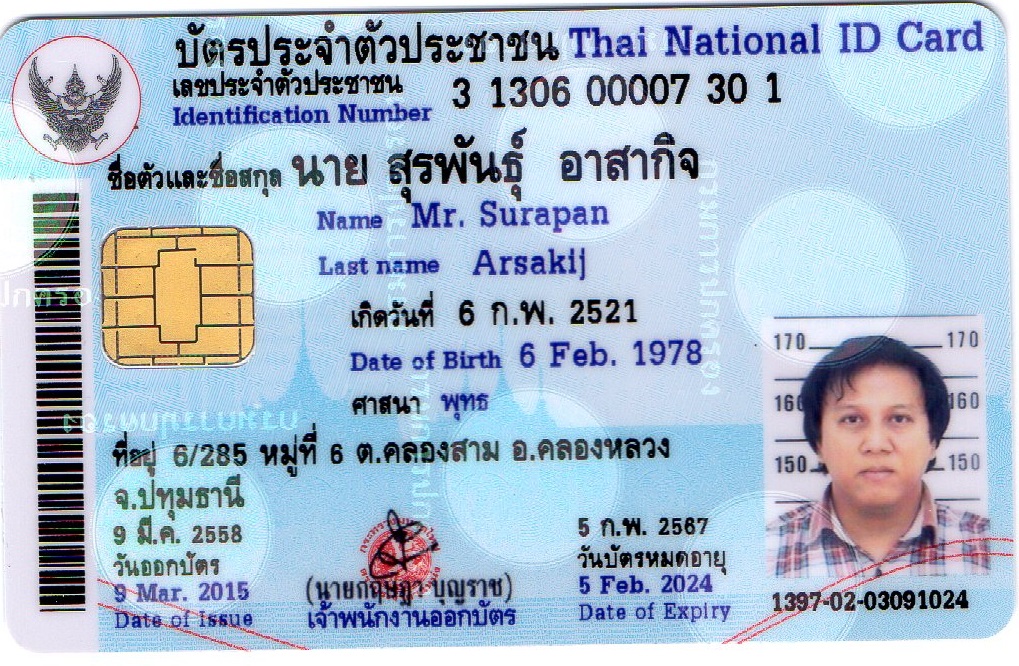 บัตรประจำตัวประชาชน Thai National ID Card
เลขประจำตัวประชาชน
Identification Number 3 1306 00007 30 1
ชื่อตัวและชื่อสกุล นาย สุรพันธุ์ อาสากิจ
Name Mr. Surapan
Last name Arsakij
เกิดวันที่ 6 ก.พ. 2521
Date of Birth 6 Feb. 1978
ศาสนา พุทธ
ที่อยู่ 6/285 หมู่ที่ 6 ต.คลองสาม อ.คลองหลวง
จ.ปทุมธานี
9 มี.ค. 2558
วันออกบัตร
9 Mar. 2015
Date of Issue
(นายกฤษฎา บุญราช)
เจ้าพนักงานออกบัตร
5 ก.พ. 2567
วันบัตรหมดอายุ
5 Feb. 2024
Date of Expiry
170 170
160 160
150 150
1397-02-03091024